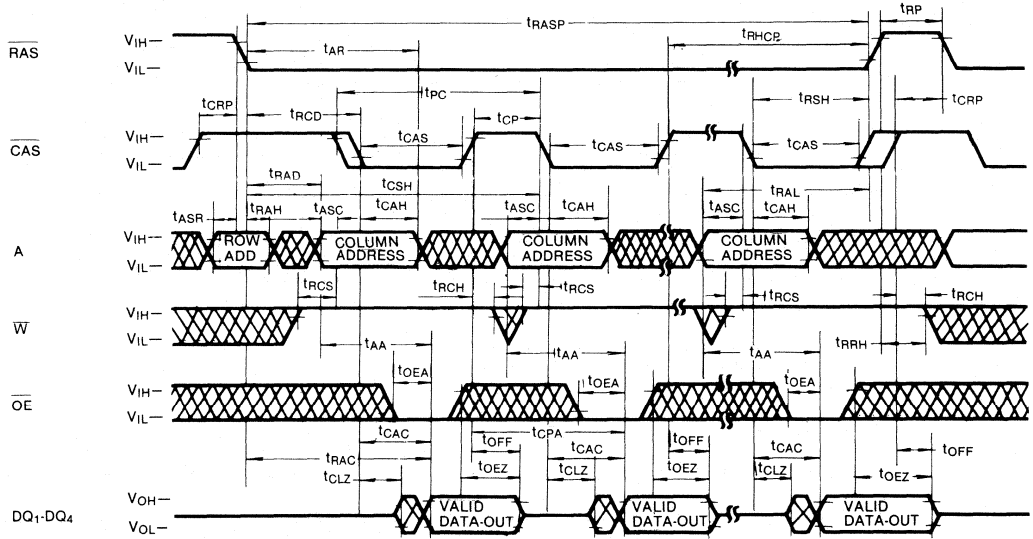 tRASP
tRP
RAS
VIH
VIL
tAR
tRHCP
tCRP
tRCD
tPC
tCP
tRSH
tCRP
CAS
VIH
VIL
tCAS
tCAS
tCAS
tRAD
tCSH
tRAL
tASR
tRAH
tASC
tCAH
tASC
tCAH
tASC
tCAH
A
VIH
VIL
ROW ADD
COLUMN ADDRESS
COLUMN ADDRESS
COLUMN ADDRESS
tRCS
tRCH
tRCS
tRCS
tRCH
W
VIH
VIL
tAA
tAA
tAA
tRRH
tOEA
tOEA
tOEA
OE
VIH
VIL
tCAC
tCPA
tOFF
tCAC
tOFF
tCAC
tOFF
tRAC
tCLZ
tOEZ
tCLZ
tOEZ
tCLZ
tOEZ
DQ1-DQ4
VOH
VOL
VALID DATA-OUT
VALID DATA-OUT
VALID DATA-OUT